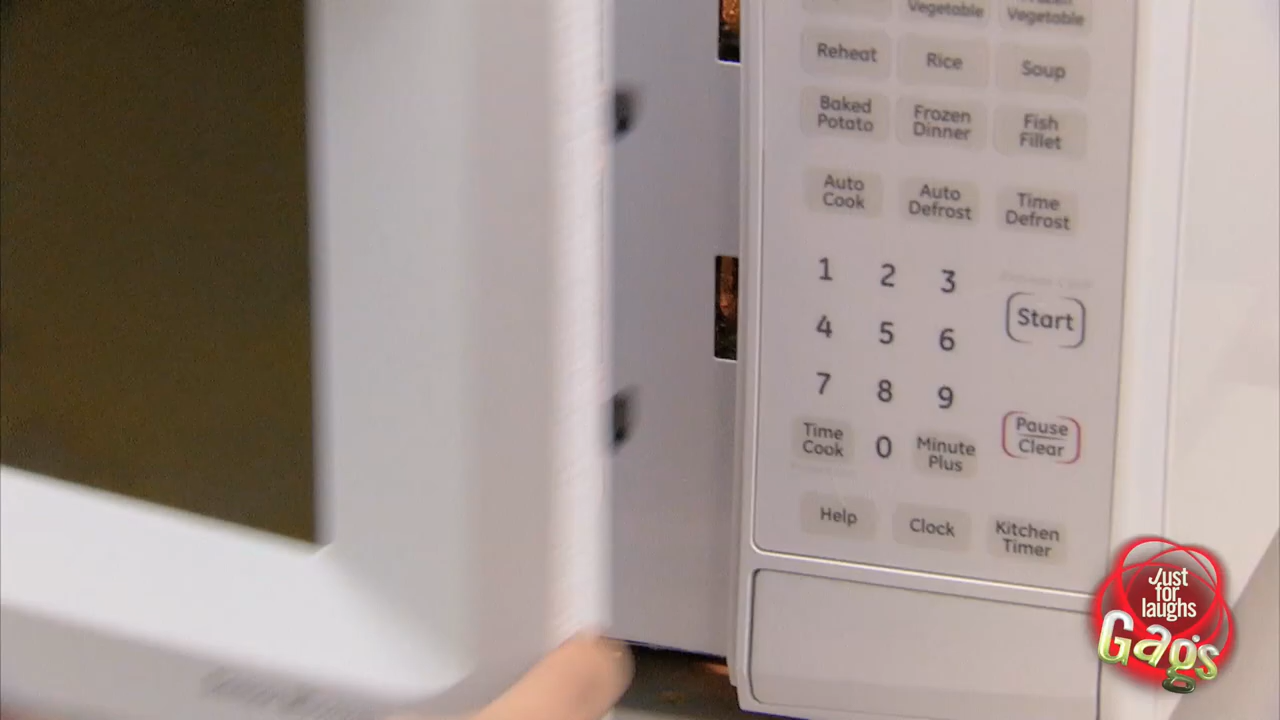 Vegetable
Vegetable
Reheat
Rice
Soup
Baked
Potato
Frozen
Dinner
Fish
Fillet
Auto
Cook
Auto
Defrost
Time
Defrost
1 2 3
Start
4 5 6
7 8 9
Pause
Clear
Time
Cook
0
Minute
Plus
Help
Clock
Kitchen
Timer
Just
for
laughs
Gags